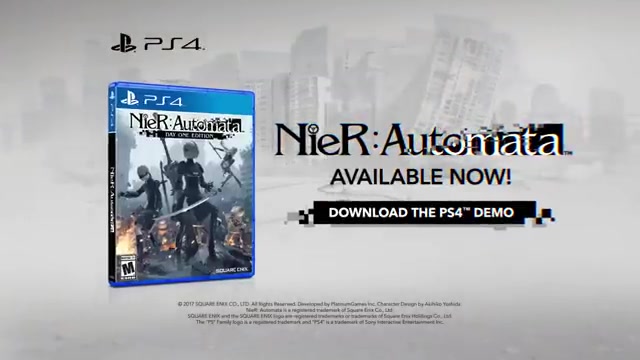 PS4
PS4
NieR:Automata
DAY ONE EDITION
SQUARE ENIX
M
NieR:Automata™
AVAILABLE NOW!
DOWNLOAD THE PS4™ DEMO
© 2017 SQUARE ENIX CO., LTD. All Rights Reserved. Developed by PlatinumGames Inc. Character Design by Akihiko Yoshida.
NieR: Automata is a registered trademark of Square Enix Co., Ltd.
SQUARE ENIX and the SQUARE ENIX logo are registered trademarks or trademarks of Square Enix Holdings Co., Ltd.
The "PS" Family logo is a registered trademark and "PS4" is a trademark of Sony Interactive Entertainment Inc.